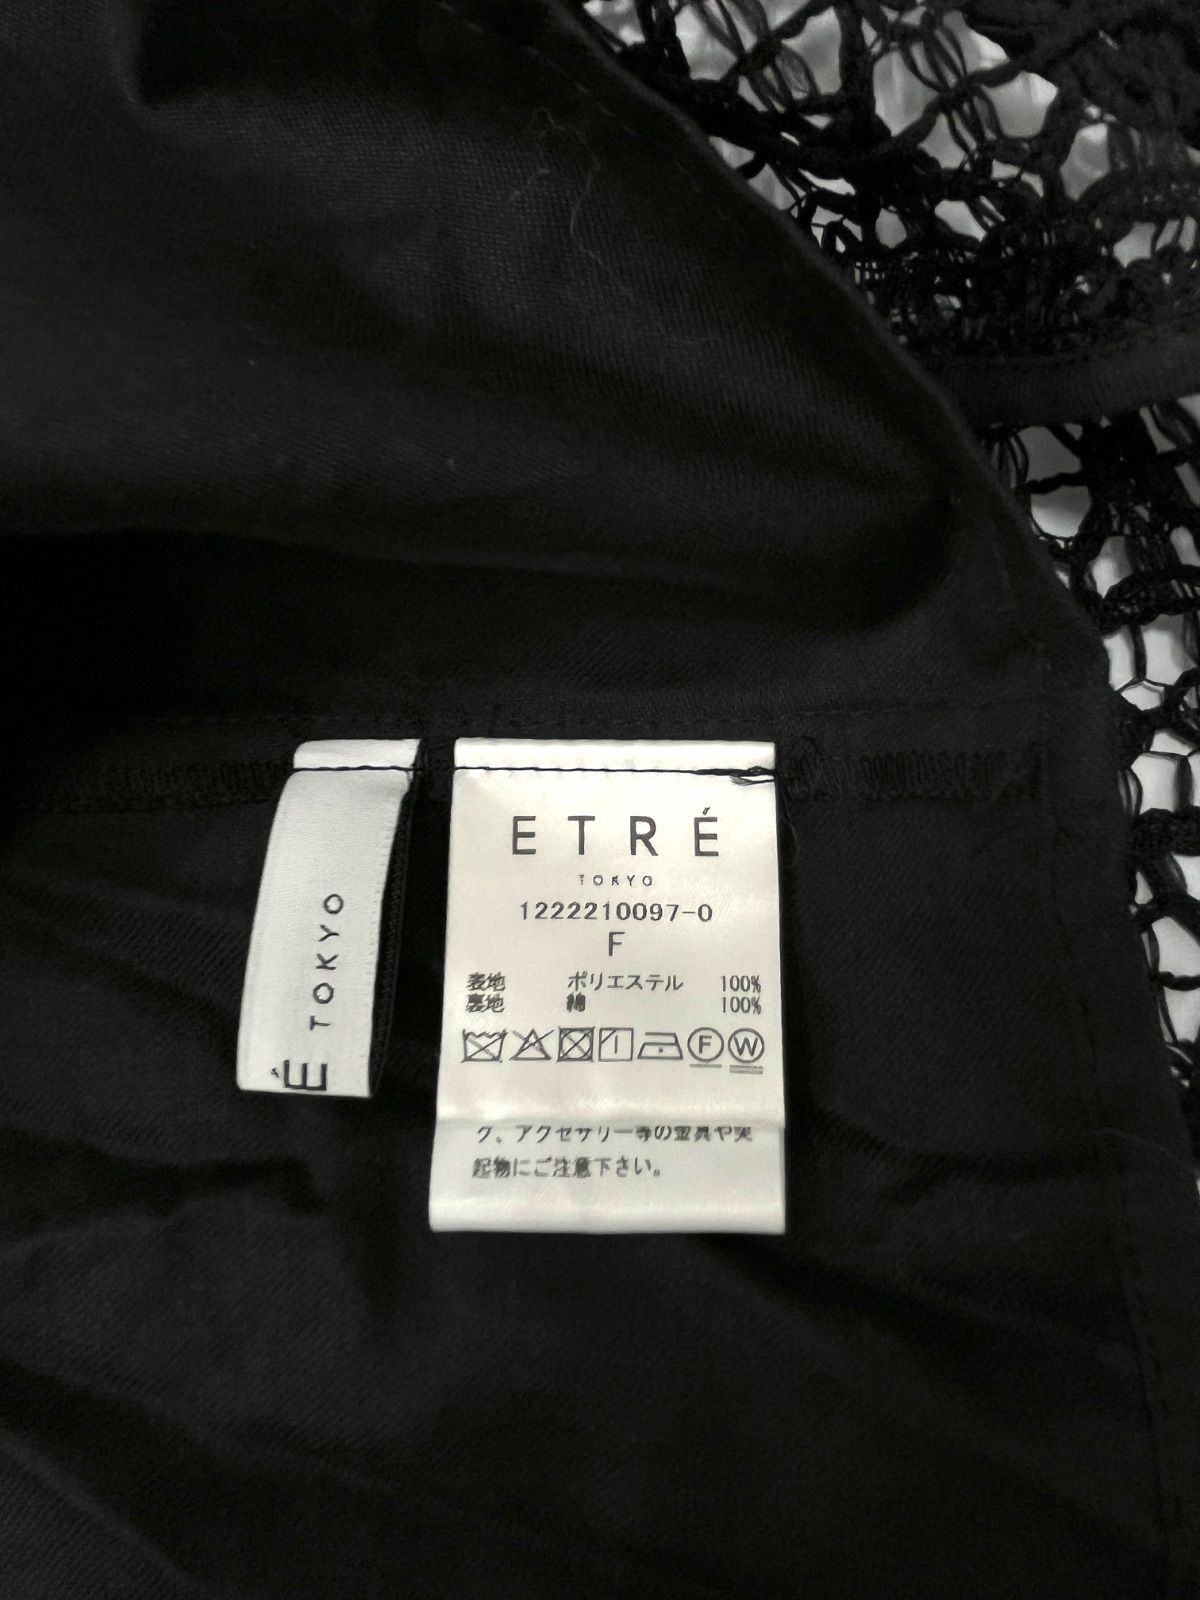 É TOKYO
ETRÉ
TOKYO
1222210097-0
F
表地 ポリエステル 100%
裏地 綿 100%
F W
グ、アクセサリー等の金具や突
起物にご注意下さい。